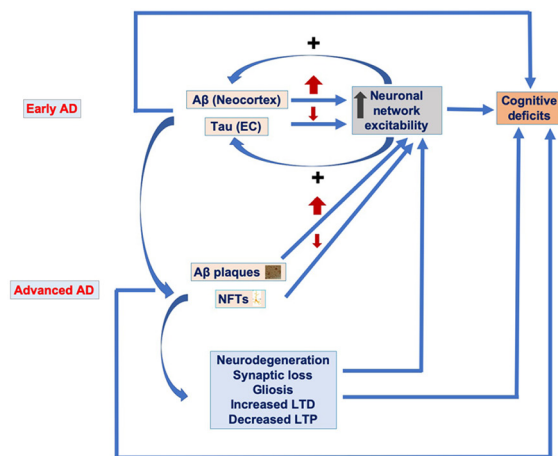 +
Aβ (Neocortex)
Tau (EC)
Neuronal
network
excitability
Early AD
Cognitive
deficits
+
Aβ plaques
NFTs
Advanced AD
Neurodegeneration
Synaptic loss
Gliosis
Increased LTD
Decreased LTP